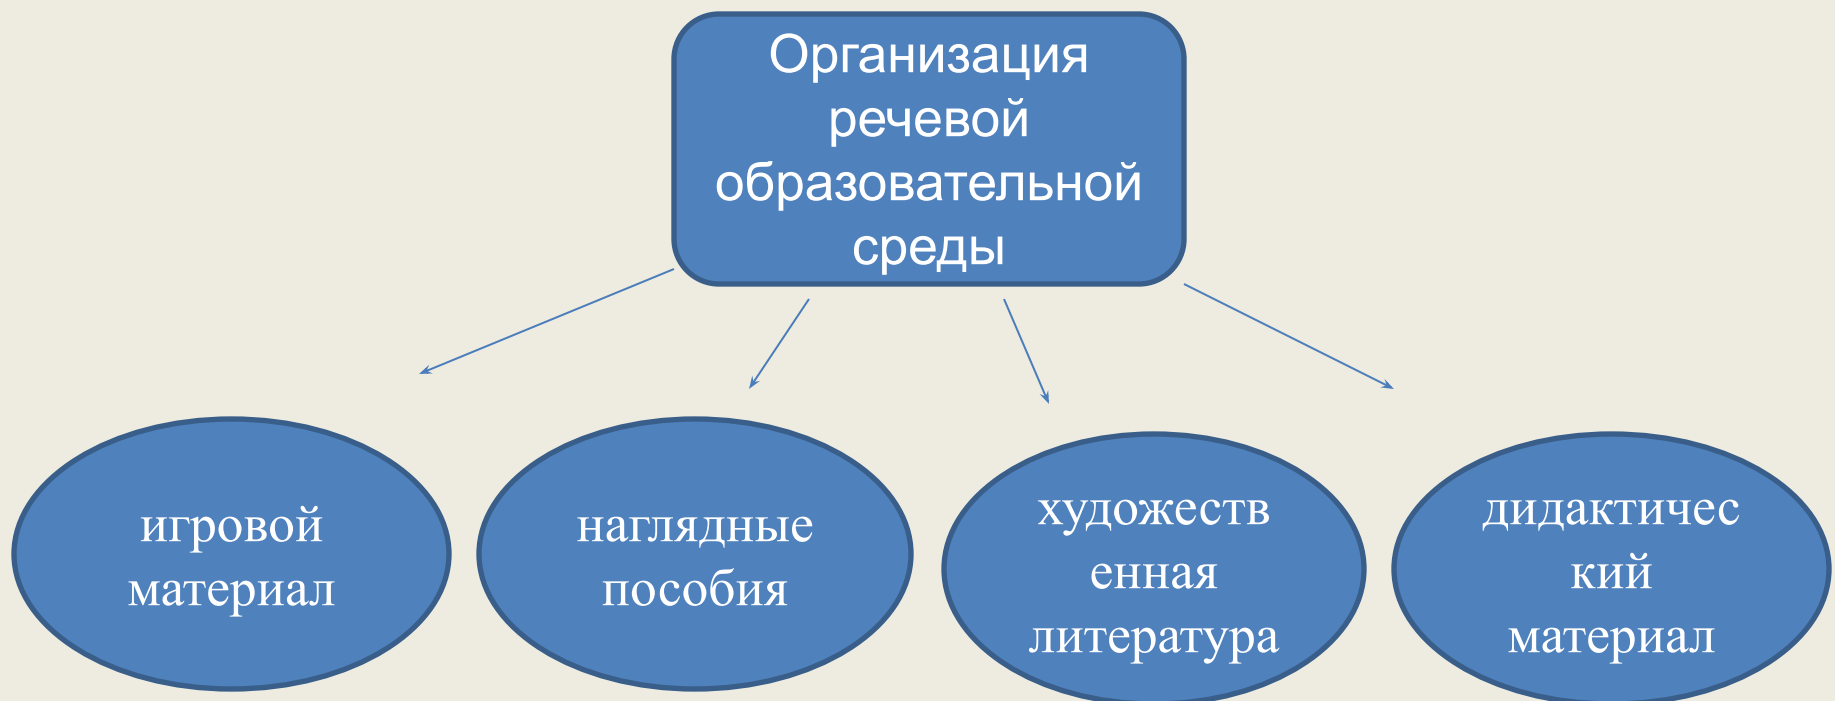 Организация
речевой
образовательной
среды
игровой
материал
наглядные
пособия
художеств
енная
литература
дидактичес
кий
материал